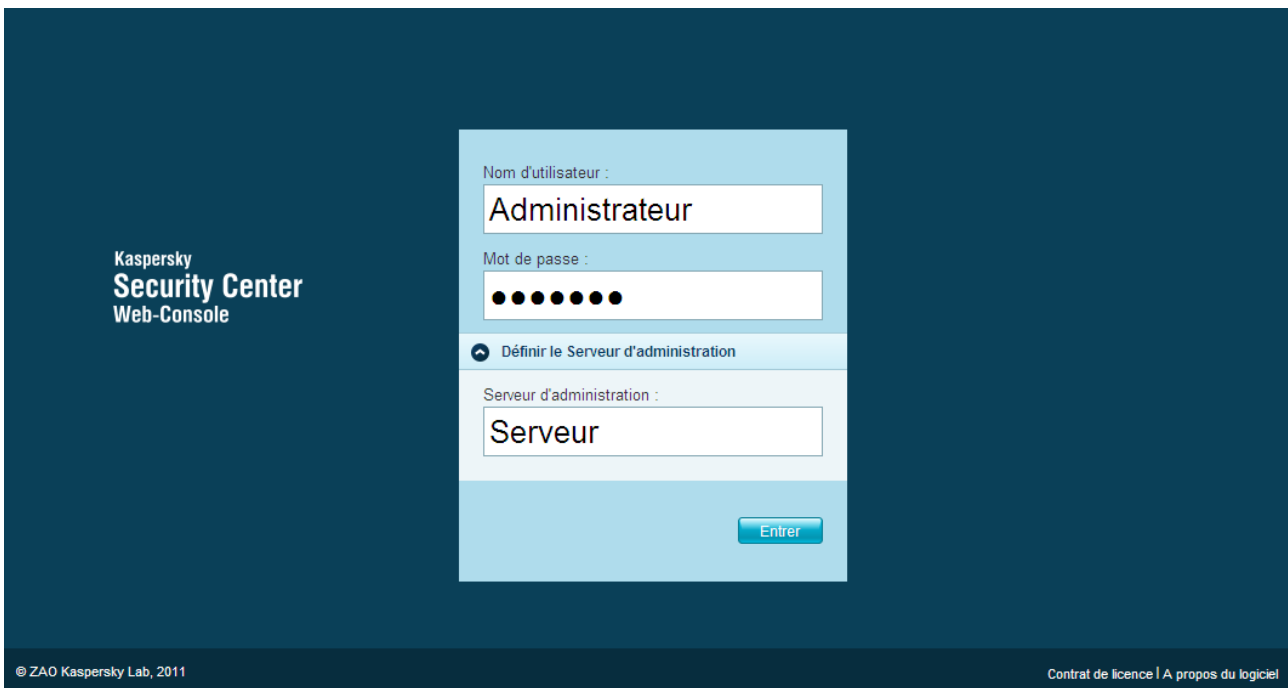 Kaspersky
Security Center
Web-Console
Nom d'utilisateur :
Administrateur
Mot de passe :
●●●●●●●
Définir le Serveur d'administration
Serveur d'administration :
Serveur
Entrer
© ZAO Kaspersky Lab, 2011
Contrat de licence | A propos du logiciel